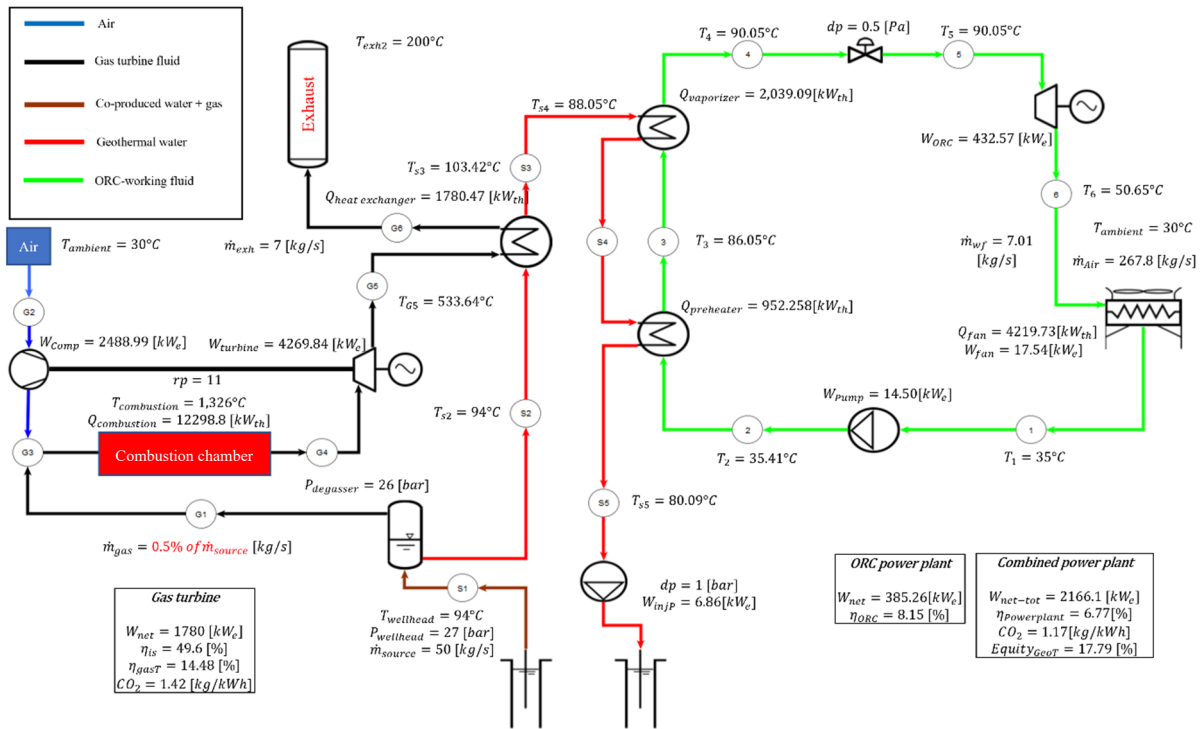 Air
Gas turbine fluid
Co-produced water + gas
Geothermal water
ORC-working fluid
T_exh2 = 200°C
Exhaust
T_s4 = 88.05°C
T_4 = 90.05°C
4
dp = 0.5 [Pa]
T_5 = 90.05°C
5
Q_vaporizer = 2,039.09[kW_th]
W_ORC = 432.57 [kW_e]
T_s3 = 103.42°C
S3
Q_heat exchanger = 1780.47 [kW_th]
6
T_6 = 50.65°C
Air
T_ambient = 30°C
ṁ_exh = 7 [kg/s]
G6
S4
3
T_3 = 86.05°C
ṁ_wf = 7.01
[kg/s]
T_ambient = 30°C
ṁ_Air = 267.8 [kg/s]
G5
T_G5 = 533.64°C
G2
Q_preheater = 952.258[kW_th]
W_Comp = 2488.99 [kW_e]
W_turbine = 4269.84 [kW_e]
Q_fan = 4219.73[kW_th]
W_fan = 17.54[kW_e]
rp = 11
T_combustion = 1,326°C
Q_combustion = 12298.8 [kW_th]
T_s2 = 94°C
S2
W_Pump = 14.50[kW_e]
G3
Combustion chamber
G4
2
1
T_2 = 35.41°C
T_1 = 35°C
P_degasser = 26 [bar]
G1
S5
T_s5 = 80.09°C
ṁ_gas = 0.5% of ṁ_source [kg/s]
S1
dp = 1 [bar]
W_injP = 6.86[kW_e]
T_wellhead = 94°C
P_wellhead = 27 [bar]
ṁ_source = 50 [kg/s]
Gas turbine
W_net = 1780 [kW_e]
η_is = 49.6 [%]
η_gasT = 14.48 [%]
CO_2 = 1.42 [kg/kWh]
ORC power plant
W_net = 385.26[kW_e]
η_ORC = 8.15 [%]
Combined power plant
W_net-tot = 2166.1 [kW_e]
η_Powerplant = 6.77[%]
CO_2 = 1.17[kg/kWh]
Equity_GeoT = 17.79 [%]